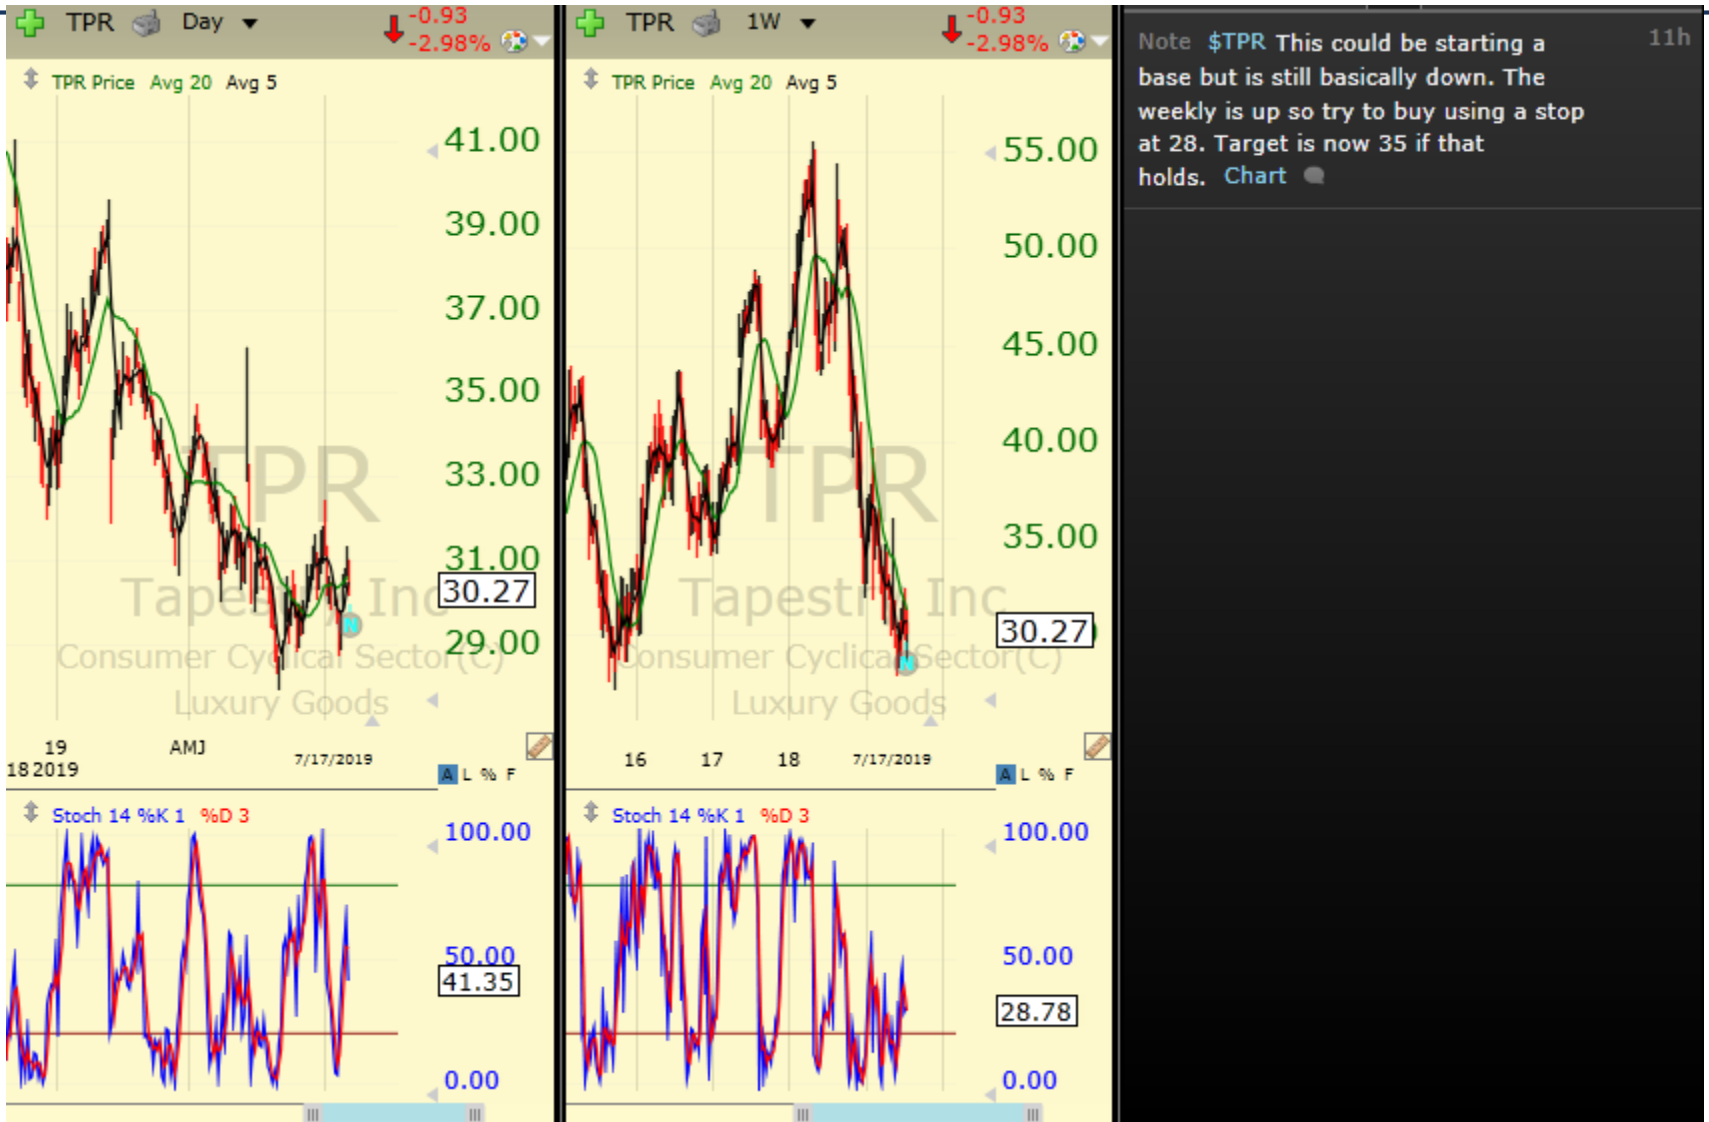 TPR Day
-0.93
-2.98%
TPR Price Avg 20 Avg 5
41.00
39.00
37.00
35.00
33.00
31.00
30.27
29.00
TPR
Tapestry Inc
Consumer Cyclical Sector(C)
Luxury Goods
19 AMJ 7/17/2019
18 2019
A L % F
Stoch 14 %K 1 %D 3
100.00
50.00
41.35
0.00
TPR 1W
-0.93
-2.98%
TPR Price Avg 20 Avg 5
55.00
50.00
45.00
40.00
35.00
30.27
TPR
Tapestry Inc
Consumer Cyclical Sector(C)
Luxury Goods
16 17 18 7/17/2019
A L % F
Stoch 14 %K 1 %D 3
100.00
50.00
28.78
0.00
N
N
Note $TPR This could be starting a 11h
base but is still basically down. The
weekly is up so try to buy using a stop
at 28. Target is now 35 if that
holds. Chart